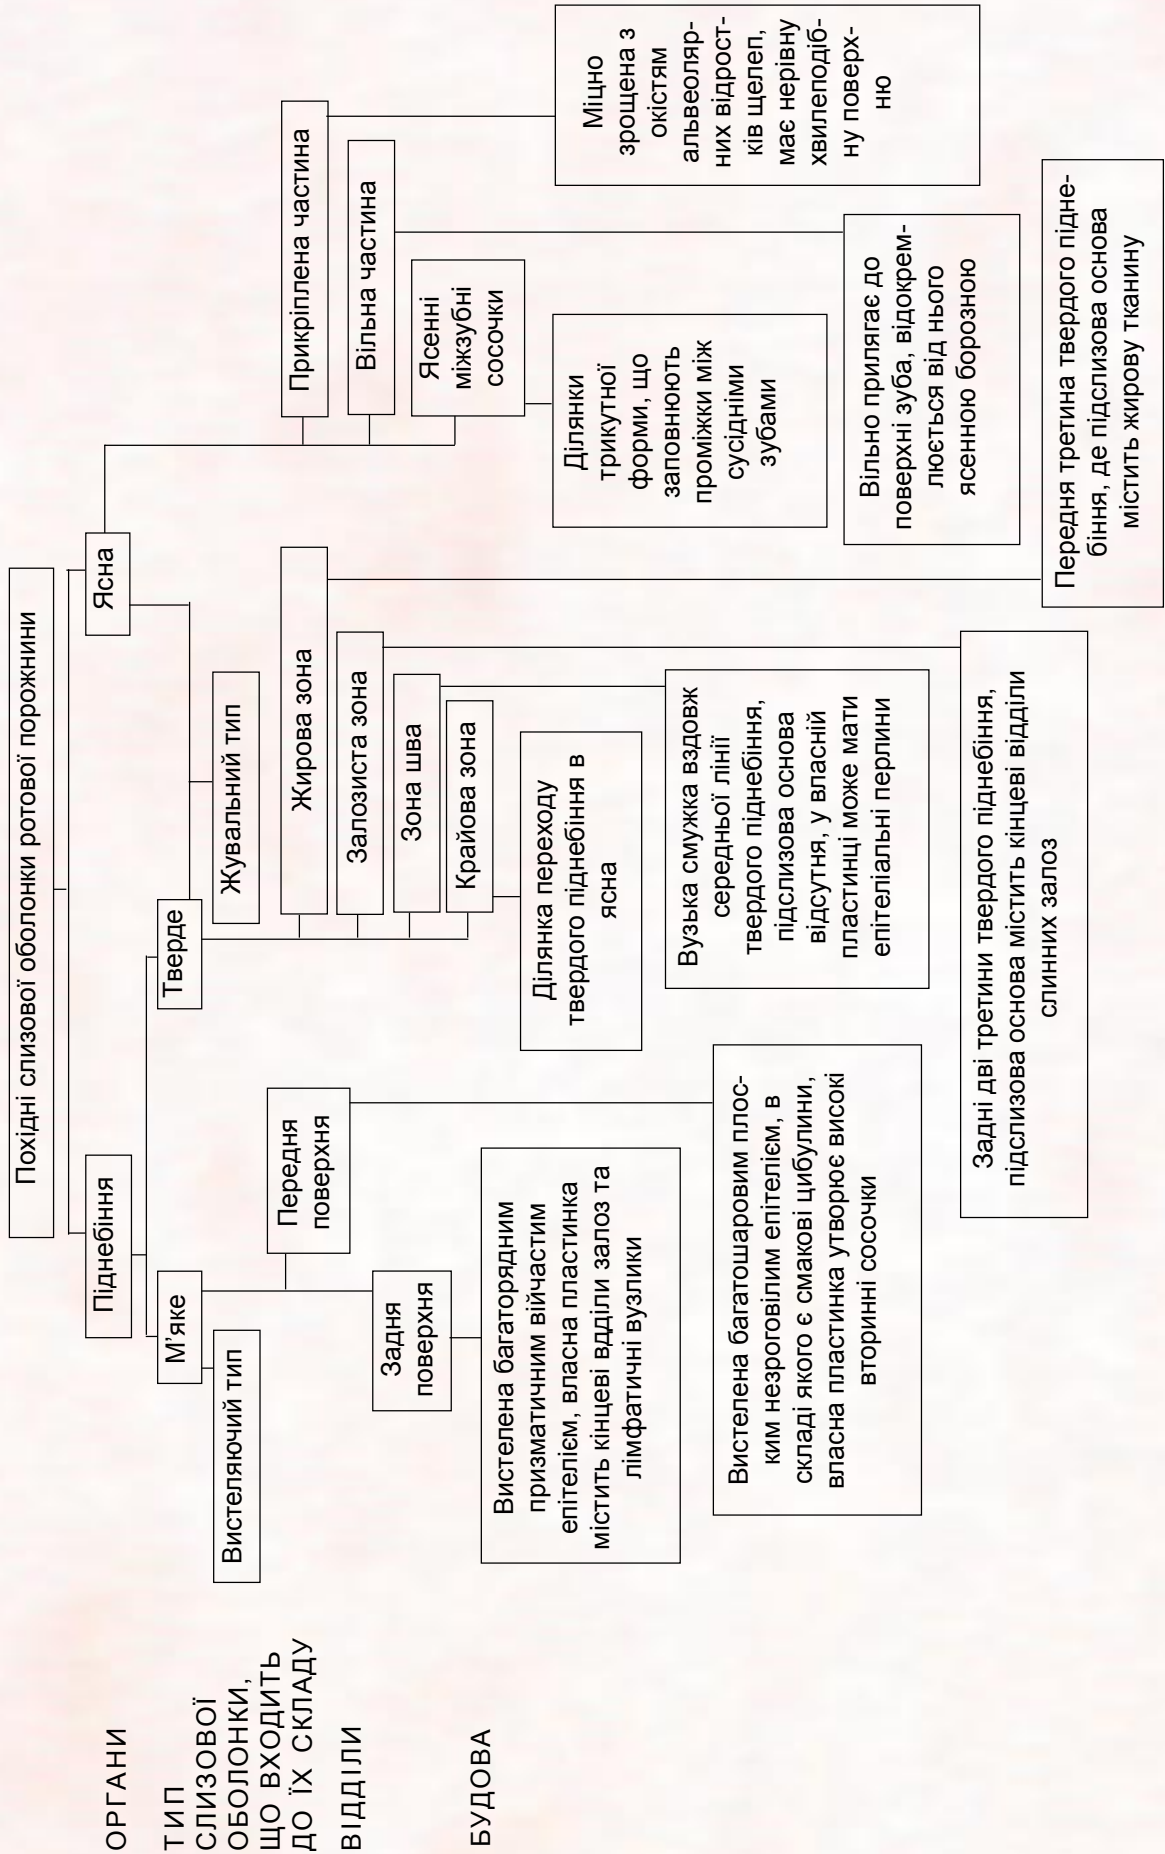 Похідні слизової оболонки ротової порожнини
ОРГАНИ
Піднебіння
Ясна
М’яке
Тверде
ТИП
СЛИЗОВОЇ
ОБОЛОНКИ,
ЩО ВХОДИТЬ
ДО ЇХ СКЛАДУ
Вистеляючий тип
Жувальний тип
ВІДДІЛИ
Передня
поверхня
Задня
поверхня
Жирова зона
Залозиста зона
Зона шва
Крайова зона
Прикріплена частина
Вільна частина
Ясенні
міжзубні
сосочки
БУДОВА
Вистелена багаторядним
призматичним війчастим
епітелієм, власна пластинка
містить кінцеві вдділи залоз та
лімфатичні вузлики
Ділянка переходу
твердого піднебіння в
ясна
Ділянки
трикутної
форми, що
заповнюють
проміжки між
сусідніми
зубами
Міцно
зрощена з
окістям
альвеоляр-
них відрост-
ків щелеп,
має нерівну
хвилеподіб-
ну поверх-
ню
Вистелена багатошаровим плос-
ким незроговілим епітелієм, в
складі якого є смакові цибулини,
власна пластинка утворює високі
вторинні сосочки
Вузька смужка вздовж
середньої лінії
твердого піднебіння,
підслизова основа
відсутня, у власній
пластинці може мати
епітеліальні перлини
Вільно прилягає до
поверхні зуба, відокрем-
люється від нього
ясенною борозною
Задні дві третини твердого піднебіння,
підслизова основа містить кінцеві відділи
слинних залоз
Передня третина твердого підне-
біння, де підслизова основа
містить жирову тканину